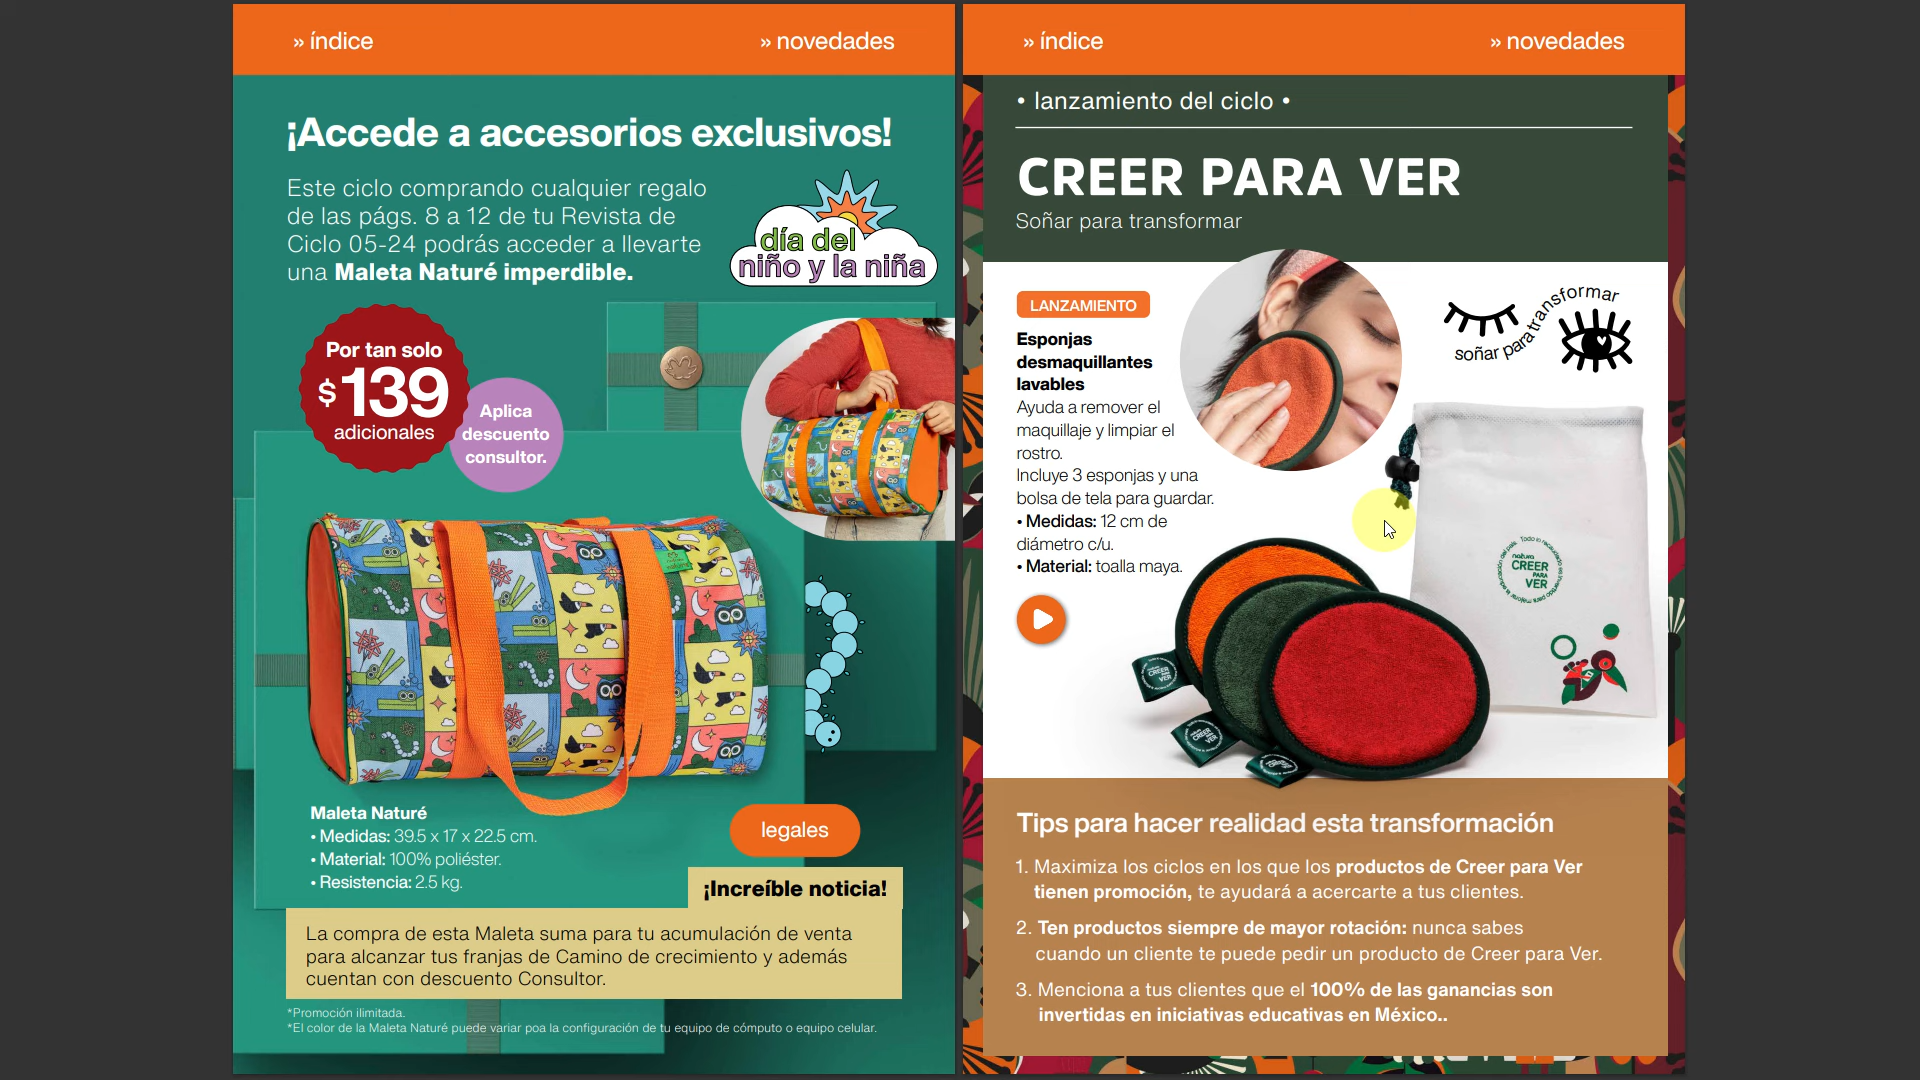 » índice
» novedades
¡Accede a accesorios exclusivos!
Este ciclo comprando cualquier regalo
de las págs. 8 a 12 de tu Revista de
Ciclo 05-24 podrás acceder a llevarte
una Maleta Naturé imperdible.
día del
niño y la niña
Por tan solo
$139
adicionales
Aplica
descuento
consultor.
Maleta Naturé
• Medidas: 39.5 x 17 x 22.5 cm.
• Material: 100% poliéster.
• Resistencia: 2.5 kg.
legales
¡Increíble noticia!
La compra de esta Maleta suma para tu acumulación de venta
para alcanzar tus franjas de Camino de crecimiento y además
cuentan con descuento Consultor.
*Promoción ilimitada.
*El color de la Maleta Naturé puede variar poa la configuración de tu equipo de cómputo o equipo celular.
» índice
» novedades
• lanzamiento del ciclo •
CREER PARA VER
Soñar para transformar
LANZAMIENTO
Esponjas
desmaquillantes
lavables
Ayuda a remover el
maquillaje y limpiar el
rostro.
Incluye 3 esponjas y una
bolsa de tela para guardar.
• Medidas: 12 cm de
diámetro c/u.
• Material: toalla maya.
soñar para transformar
natura
CREER
PARA
VER
CREER
VER
CREER
VER
Tips para hacer realidad esta transformación
1. Maximiza los ciclos en los que los productos de Creer para Ver
tienen promoción, te ayudará a acercarte a tus clientes.
2. Ten productos siempre de mayor rotación: nunca sabes
cuando un cliente te puede pedir un producto de Creer para Ver.
3. Menciona a tus clientes que el 100% de las ganancias son
invertidas en iniciativas educativas en México..